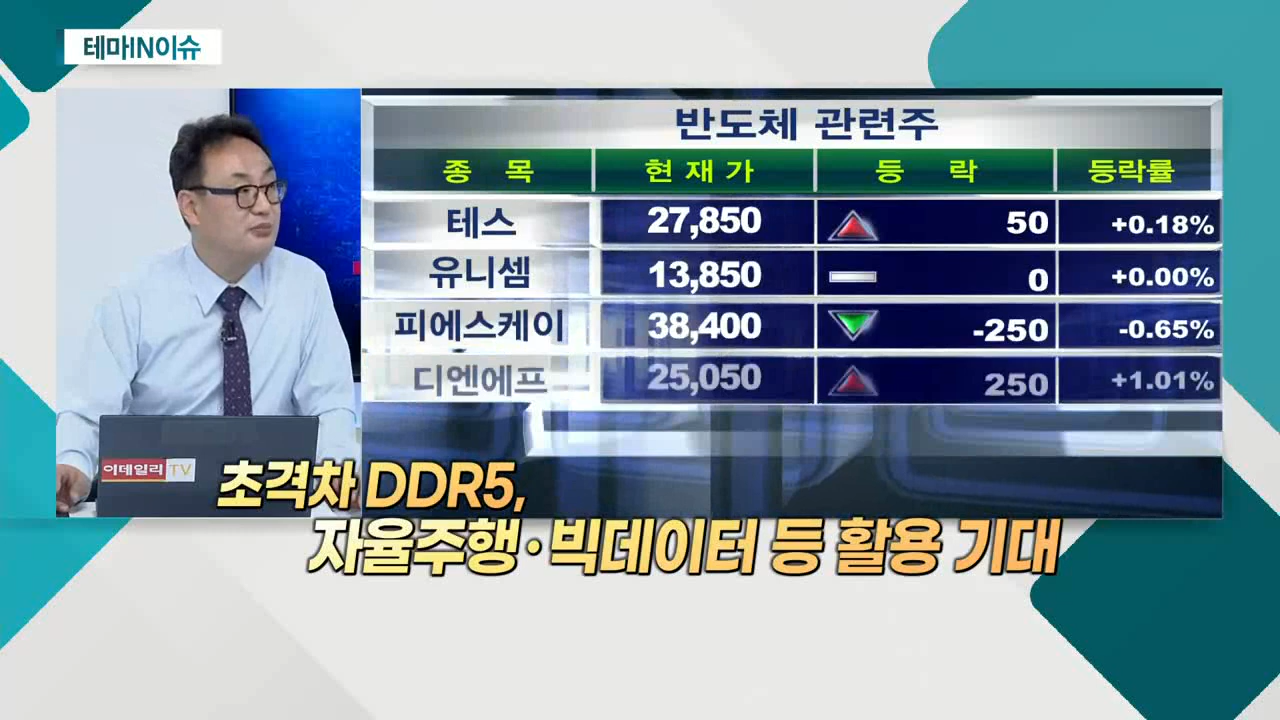 테마IN이슈
반도체 관련주
종 목 현 재 가 등 락 등락률
테스 27,850 50 +0.18%
유니셈 13,850 0 +0.00%
피에스케이 38,400 -250 -0.65%
디엔에프 25,050 250 +1.01%
이데일리TV
초격차 DDR5,
자율주행·빅데이터 등 활용 기대